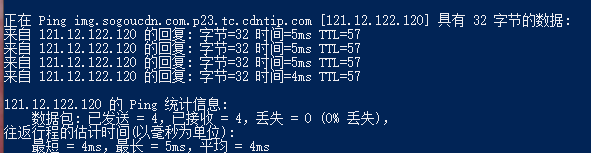 正在 Ping img.sogoucdn.com.p23.tc.cdntip.com [121.12.122.120] 具有 32 字节的数据:
来自 121.12.122.120 的回复: 字节=32 时间=5ms TTL=57
来自 121.12.122.120 的回复: 字节=32 时间=5ms TTL=57
来自 121.12.122.120 的回复: 字节=32 时间=5ms TTL=57
来自 121.12.122.120 的回复: 字节=32 时间=4ms TTL=57
121.12.122.120 的 Ping 统计信息:
数据包: 已发送 = 4，已接收 = 4，丢失 = 0 (0% 丢失)，
往返行程的估计时间(以毫秒为单位):
最短 = 4ms，最长 = 5ms，平均 = 4ms